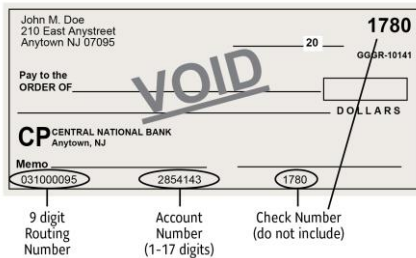 John M. Doe
210 East Anystreet
Anytown NJ 07095
1780
20
GGGR-10141
Pay to the
ORDER OF
VOID
DOLLARS
CP CENTRAL NATIONAL BANK
Anytown, NJ
Memo
031000095 2854143 1780
9 digit
Routing
Number
Account
Number
(1-17 digits)
Check Number
(do not include)